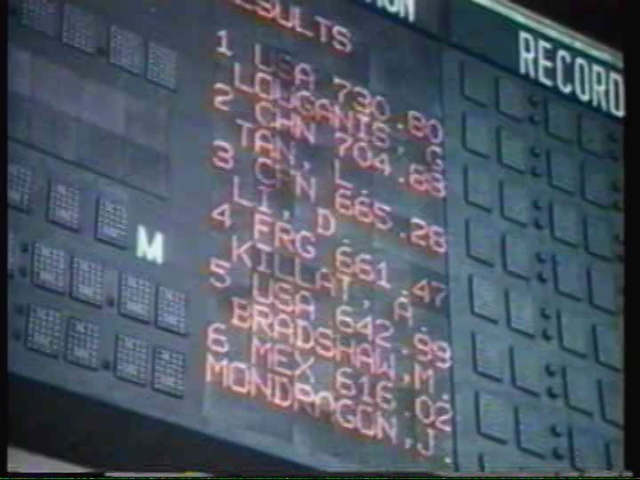 RESULTS
RECORD
1 USA 730.80
LOUGANIS, G
2 CHN 704.88
TAN, L.
3 CHN 665.28
LI, D.
4 FRG 661.47
KILLAT, A.
5 USA 642.99
BRADSHAW,M.
6 MEX 616.02
MONDRAGON,J.
M